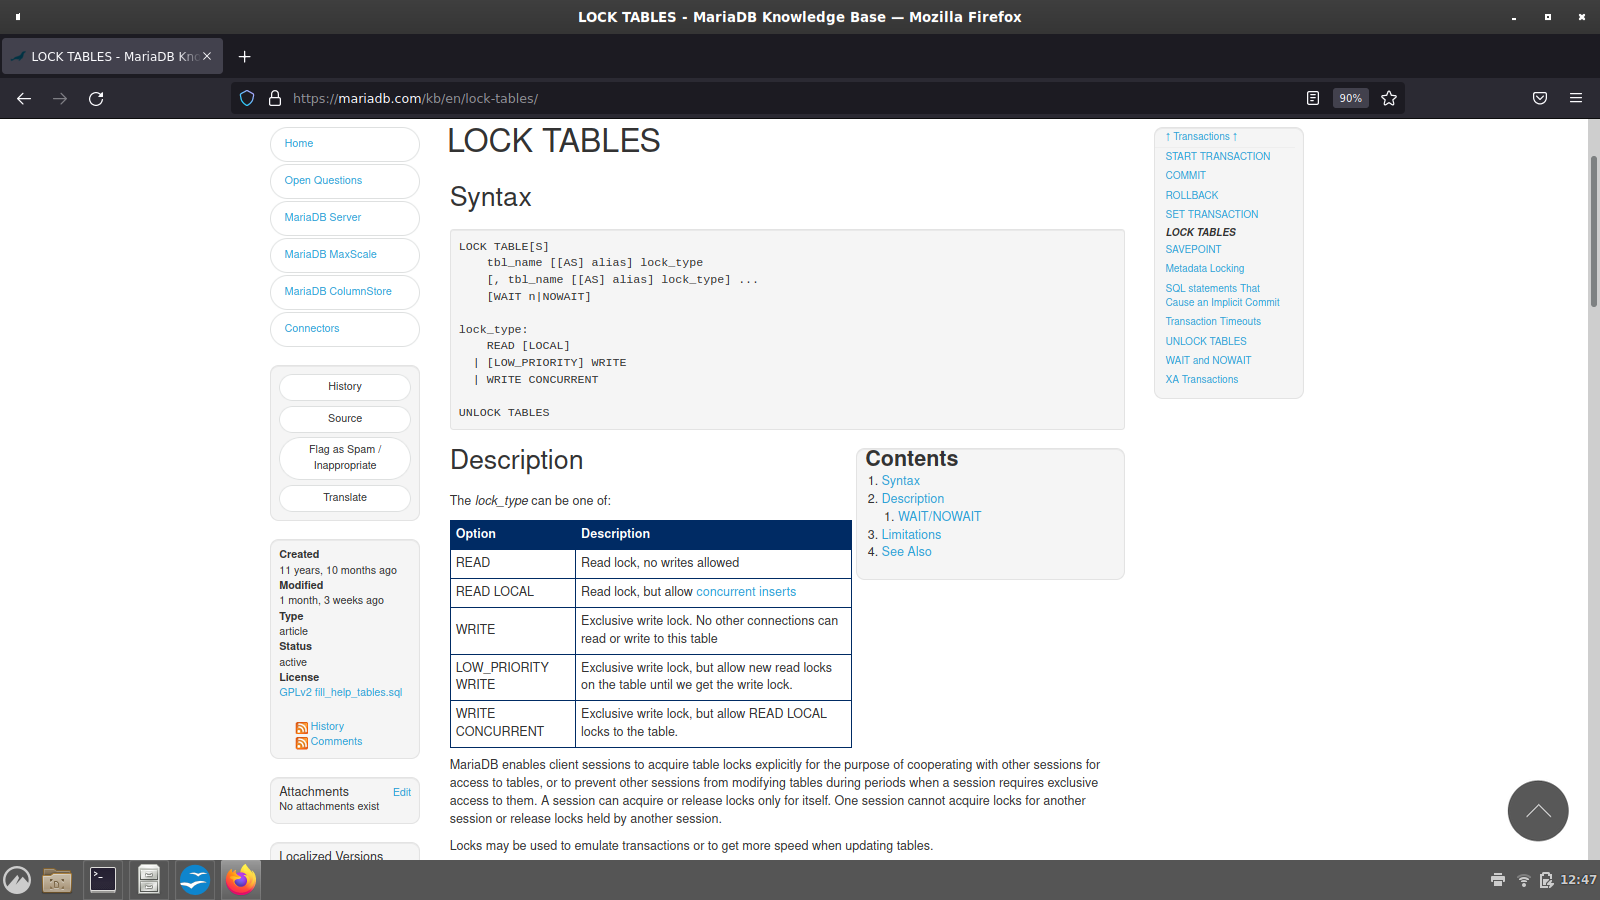 LOCK TABLES - MariaDB Knowledge Base — Mozilla Firefox
LOCK TABLES - MariaDB Kno
https://mariadb.com/kb/en/lock-tables/
90%
Home
Open Questions
MariaDB Server
MariaDB MaxScale
MariaDB ColumnStore
Connectors
History
Source
Flag as Spam /
Inappropriate
Translate
Created
11 years, 10 months ago
Modified
1 month, 3 weeks ago
Type
article
Status
active
License
GPLv2 fill_help_tables.sql
History
Comments
Attachments
Edit
No attachments exist
Localized Versions
LOCK TABLES
Syntax
LOCK TABLE[S]
tbl_name [[AS] alias] lock_type
[, tbl_name [[AS] alias] lock_type] ...
[WAIT n|NOWAIT]
lock_type:
READ [LOCAL]
| [LOW_PRIORITY] WRITE
| WRITE CONCURRENT
UNLOCK TABLES
Description
The lock_type can be one of:
Option Description
READ Read lock, no writes allowed
READ LOCAL Read lock, but allow concurrent inserts
WRITE Exclusive write lock. No other connections can
read or write to this table
LOW_PRIORITY Exclusive write lock, but allow new read locks
WRITE on the table until we get the write lock.
WRITE Exclusive write lock, but allow READ LOCAL
CONCURRENT locks to the table.
Contents
1. Syntax
2. Description
1. WAIT/NOWAIT
3. Limitations
4. See Also
MariaDB enables client sessions to acquire table locks explicitly for the purpose of cooperating with other sessions for
access to tables, or to prevent other sessions from modifying tables during periods when a session requires exclusive
access to them. A session can acquire or release locks only for itself. One session cannot acquire locks for another
session or release locks held by another session.
Locks may be used to emulate transactions or to get more speed when updating tables.
↑ Transactions ↑
START TRANSACTION
COMMIT
ROLLBACK
SET TRANSACTION
LOCK TABLES
SAVEPOINT
Metadata Locking
SQL statements That
Cause an Implicit Commit
Transaction Timeouts
UNLOCK TABLES
WAIT and NOWAIT
XA Transactions
12:47